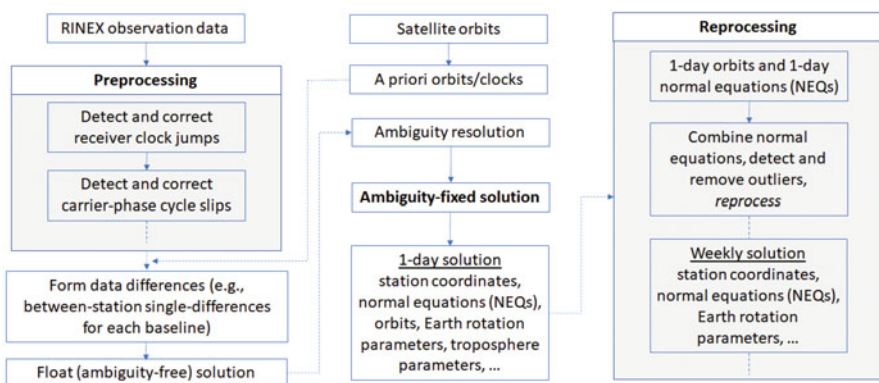 RINEX observation data
Preprocessing
Detect and correct
receiver clock jumps
Detect and correct
carrier-phase cycle slips
Form data differences (e.g.,
between-station single-differences
for each baseline)
Float (ambiguity-free) solution
Satellite orbits
A priori orbits/clocks
Ambiguity resolution
Ambiguity-fixed solution
1-day solution
station coordinates,
normal equations (NEQs),
orbits, Earth rotation
parameters, troposphere
parameters, ...
Reprocessing
1-day orbits and 1-day
normal equations (NEQs)
Combine normal
equations, detect and
remove outliers,
reprocess
Weekly solution
station coordinates,
normal equations (NEQs),
Earth rotation
parameters, ...